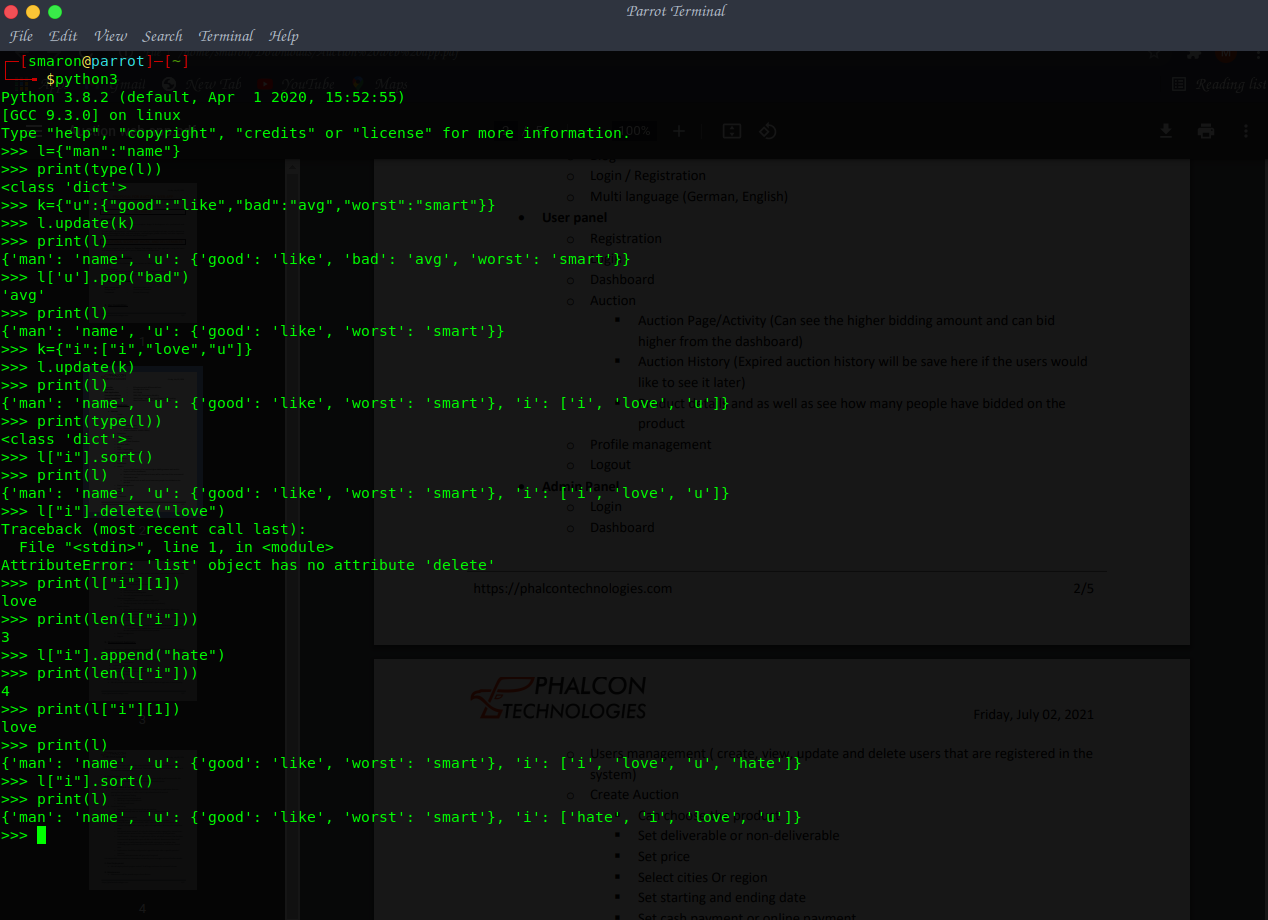 Parrot Terminal
File Edit View Search Terminal Help
┌─[smaron@parrot]─[~]
└──╼ $python3
Python 3.8.2 (default, Apr  1 2020, 15:52:55)
[GCC 9.3.0] on linux
Type "help", "copyright", "credits" or "license" for more information.
>>> l={"man":"name"}
>>> print(type(l))
<class 'dict'>
>>> k={"u":{"good":"like","bad":"avg","worst":"smart"}}
>>> l.update(k)
>>> print(l)
{'man': 'name', 'u': {'good': 'like', 'bad': 'avg', 'worst': 'smart'}}
>>> l['u'].pop("bad")
'avg'
>>> print(l)
{'man': 'name', 'u': {'good': 'like', 'worst': 'smart'}}
>>> k={"i":["i","love","u"]}
>>> l.update(k)
>>> print(l)
{'man': 'name', 'u': {'good': 'like', 'worst': 'smart'}, 'i': ['i', 'love', 'u']}
>>> print(type(l))
<class 'dict'>
>>> l["i"].sort()
>>> print(l)
{'man': 'name', 'u': {'good': 'like', 'worst': 'smart'}, 'i': ['i', 'love', 'u']}
>>> l["i"].delete("love")
Traceback (most recent call last):
  File "<stdin>", line 1, in <module>
AttributeError: 'list' object has no attribute 'delete'
>>> print(l["i"][1])
love
>>> print(len(l["i"]))
3
>>> l["i"].append("hate")
>>> print(len(l["i"]))
4
>>> print(l["i"][1])
love
>>> print(l)
{'man': 'name', 'u': {'good': 'like', 'worst': 'smart'}, 'i': ['i', 'love', 'u', 'hate']}
>>> l["i"].sort()
>>> print(l)
{'man': 'name', 'u': {'good': 'like', 'worst': 'smart'}, 'i': ['hate', 'i', 'love', 'u']}
>>>
New Tab
YouTube
Maps
Reading list
100%
Login / Registration
Multi language (German, English)
User panel
Registration
Dashboard
Auction
Auction Page/Activity (Can see the higher bidding amount and can bid
higher from the dashboard)
Auction History (Expired auction history will be save here if the users would
like to see it later)
and as well as see how many people have bidded on the
product
Profile management
Logout
Admin Panel
Login
Dashboard
https://phalcontechnologies.com 2/5
PHALCON
TECHNOLOGIES
Friday, July 02, 2021
Users management ( create, view, update and delete users that are registered in the
system)
Create Auction
Set deliverable or non-deliverable
Set price
Select cities Or region
Set starting and ending date
Set cash payment or online payment
3
4